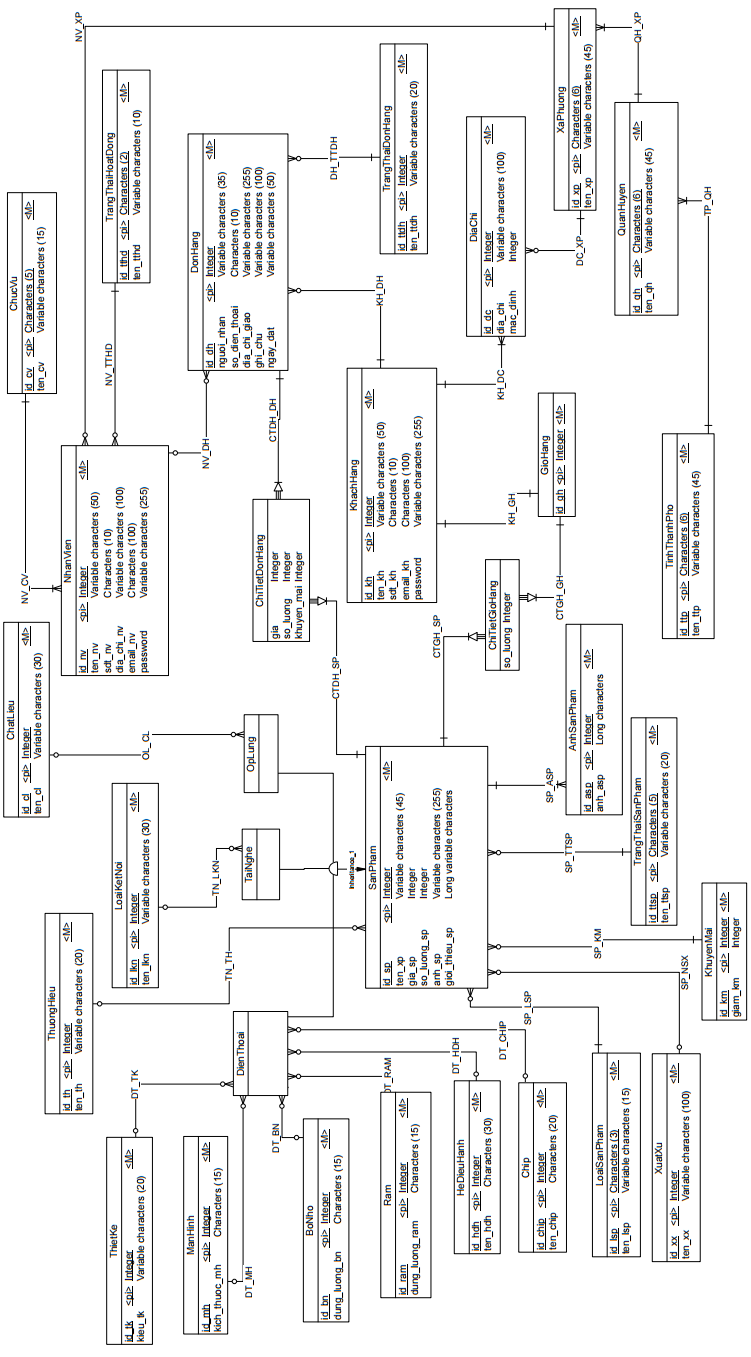 ThietKe
id_tk <pi> Integer <M>
kieu_tk Variable characters (20)
DT_TK
ThuongHieu
id_th <pi> Integer <M>
ten_th Variable characters (20)
TN_TH
LoaiKetNoi
id_lkn <pi> Integer <M>
ten_lkn Variable characters (30)
TN_LKN
ChatLieu
id_cl <pi> Integer <M>
ten_cl Variable characters (30)
OL_CL
ChucVu
id_cv <pi> Characters (5) <M>
ten_cv Variable characters (15)
NV_CV
NhanVien
id_nv <pi> Integer <M>
ten_nv Variable characters (50)
sdt_nv Characters (10)
dia_chi_nv Variable characters (100)
email_nv Characters (100)
password Variable characters (255)
NV_XP
NV_TTHD
TrangThaiHoatDong
id_tthd <pi> Characters (2) <M>
ten_tthd Variable characters (10)
ManHinh
id_mh <pi> Integer <M>
kich_thuoc_mh Characters (15)
DT_MH
DienThoai
TaiNghe
OpLung
NV_DH
DonHang
id_dh <pi> Integer <M>
nguoi_nhan Variable characters (35)
so_dien_thoai Characters (10)
dia_chi_giao Variable characters (255)
ghi_chu Variable characters (100)
ngay_dat Variable characters (50)
CTDH_DH
ChiTietDonHang
gia Integer
so_luong Integer
khuyen_mai Integer
CTDH_SP
BoNho
id_bn <pi> Integer <M>
dung_luong_bn Characters (15)
DT_BN
Inheritance_1
DH_TTDH
TrangThaiDonHang
id_ttdh <pi> Integer <M>
ten_ttdh Variable characters (20)
KH_DH
KhachHang
id_kh <pi> Integer <M>
ten_kh Variable characters (50)
sdt_kh Characters (10)
email_kh Characters (100)
password Variable characters (255)
SanPham
id_sp <pi> Integer <M>
ten_xp Variable characters (45)
gia_sp Integer
so_luong_sp Integer
anh_sp Variable characters (255)
gioi_thieu_sp Long variable characters
Ram
id_ram <pi> Integer <M>
dung_luong_ram Characters (15)
DT_RAM
CTGH_SP
ChiTietGioHang
so_luong Integer
CTGH_GH
KH_GH
KH_DC
DiaChi
id_dc <pi> Integer <M>
dia_chi Variable characters (100)
mac_dinh Integer
DC_XP
HeDieuHanh
id_hdh <pi> Integer <M>
ten_hdh Characters (30)
DT_HDH
Chip
id_chip <pi> Integer <M>
ten_chip Characters (20)
DT_CHIP
GioHang
id_gh <pi> Integer <M>
XaPhuong
id_xp <pi> Characters (6) <M>
ten_xp Variable characters (45)
QH_XP
SP_LSP
SP_ASP
AnhSanPham
id_asp <pi> Integer <M>
anh_asp Long characters
LoaiSanPham
id_lsp <pi> Characters (3) <M>
ten_lsp Variable characters (15)
SP_TTSP
SP_KM
SP_NSX
QuanHuyen
id_qh <pi> Characters (6) <M>
ten_qh Variable characters (45)
TP_QH
TrangThaiSanPham
id_ttsp <pi> Characters (5) <M>
ten_ttsp Variable characters (20)
XuatXu
id_xx <pi> Integer <M>
ten_xx Variable characters (100)
TinhThanhPho
id_ttp <pi> Characters (6) <M>
ten_ttp Variable characters (45)
KhuyenMai
id_km <pi> Integer <M>
giam_km Integer